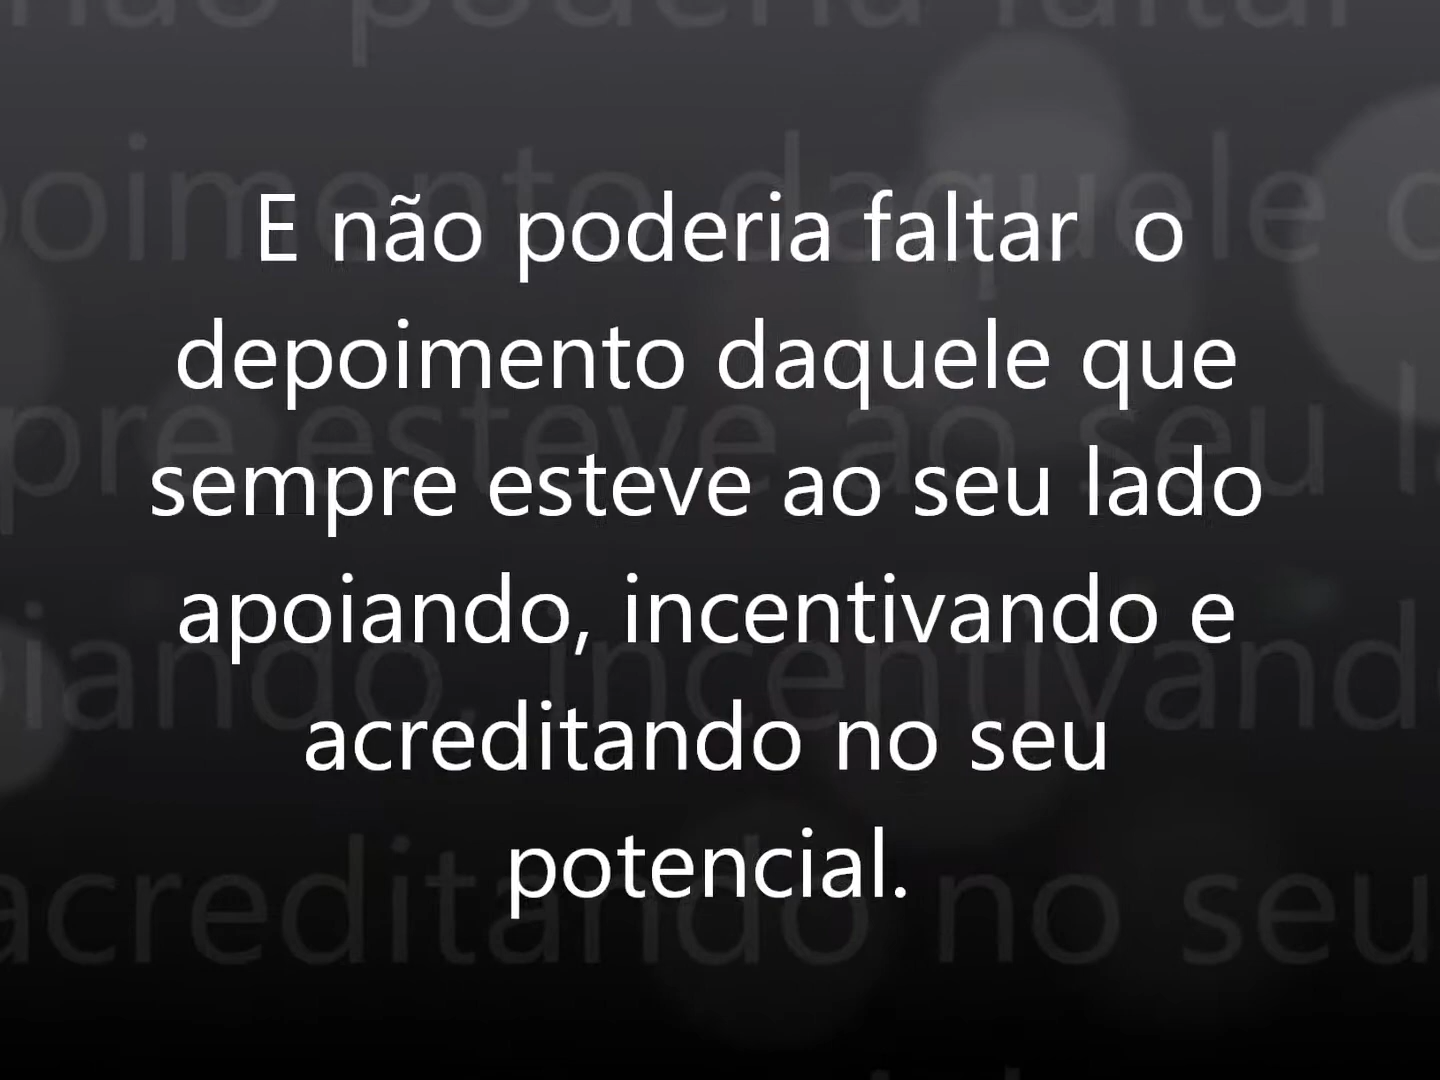 E não poderia faltar  o
depoimento daquele que
sempre esteve ao seu lado
apoiando, incentivando e
acreditando no seu
potencial.